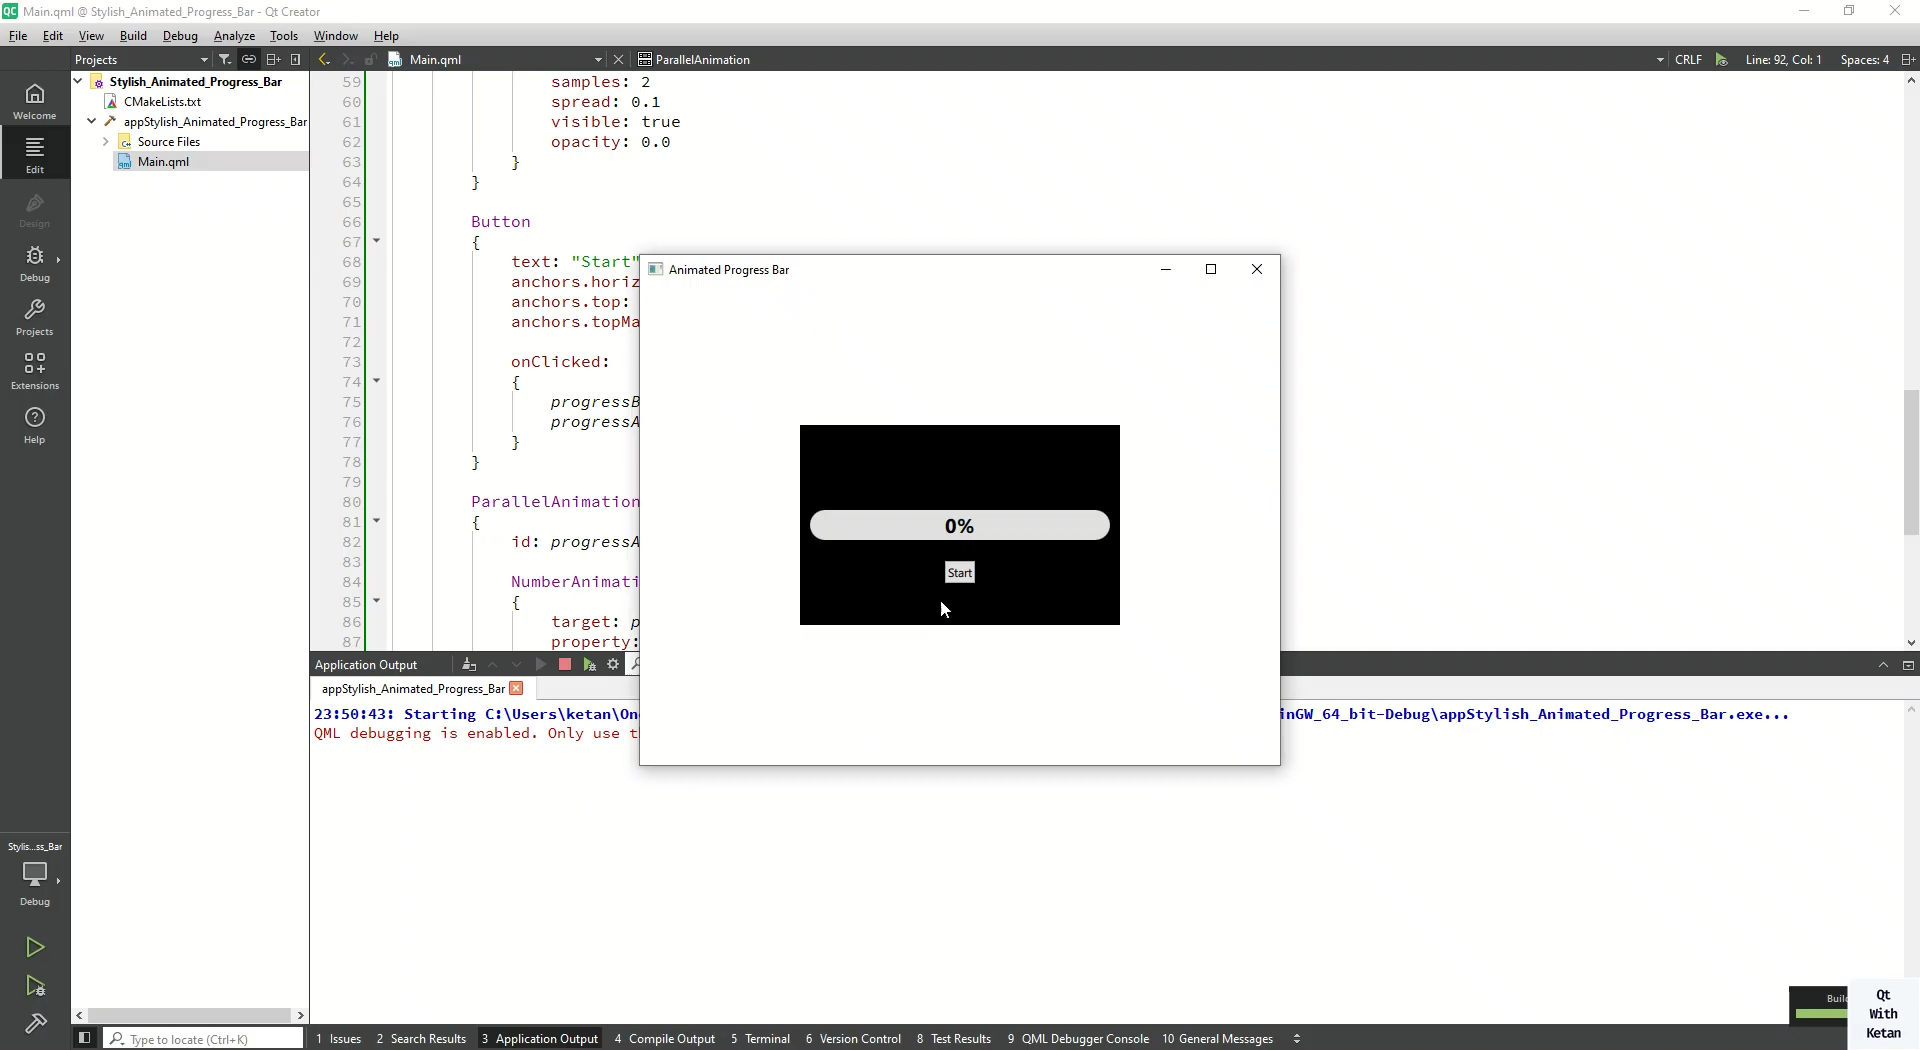 QC Main.qml @ Stylish_Animated_Progress_Bar - Qt Creator
File Edit View Build Debug Analyze Tools Window Help
Projects Main.qml ParallelAnimation CRLF Line: 92, Col: 1 Spaces: 4
Welcome
Edit
Design
Debug
Projects
Extensions
Help
Stylis...ss_Bar
Debug
Stylish_Animated_Progress_Bar
CMakeLists.txt
appStylish_Animated_Progress_Bar
Source Files
Main.qml
59 samples: 2
60 spread: 0.1
61 visible: true
62 opacity: 0.0
63 }
64 }
65
66 Button
67 {
68 text: "Start"
69 anchors.horiz
70 anchors.top:
71 anchors.topMa
72
73 onClicked:
74 {
75 progressB
76 progressA
77 }
78 }
79
80 ParallelAnimation
81 {
82 id: progressA
83
84 NumberAnimati
85 {
86 target: p
87 property:
Animated Progress Bar
0%
Start
Application Output
appStylish_Animated_Progress_Bar
23:50:43: Starting C:\Users\ketan\On inGW_64_bit-Debug\appStylish_Animated_Progress_Bar.exe...
QML debugging is enabled. Only use t
Buil
Qt
With
Ketan
Type to locate (Ctrl+K) 1 Issues 2 Search Results 3 Application Output 4 Compile Output 5 Terminal 6 Version Control 8 Test Results 9 QML Debugger Console 10 General Messages